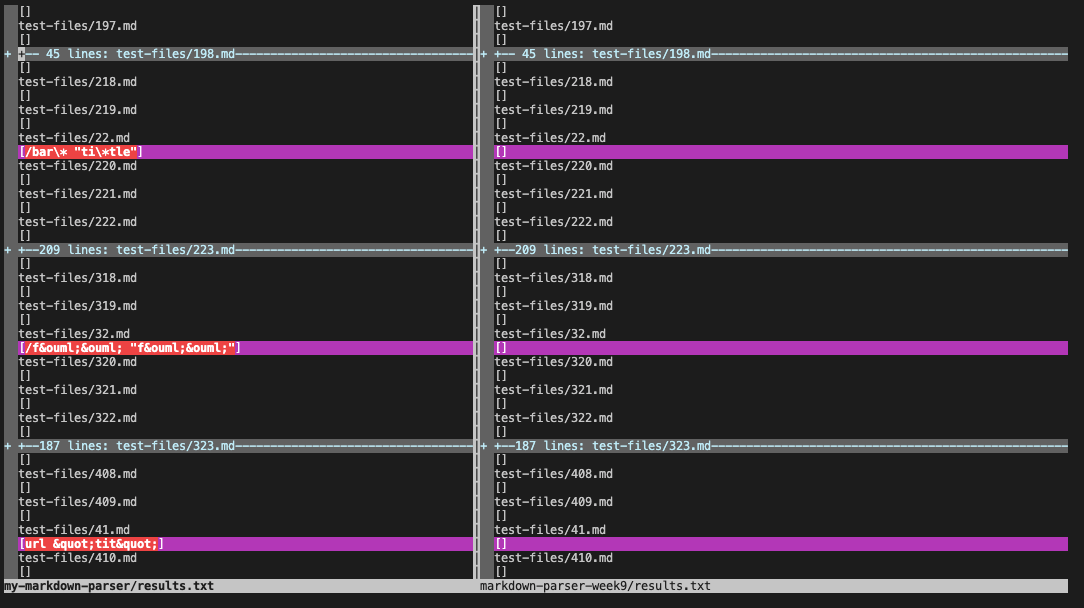 []
test-files/197.md
[]
+ +-- 45 lines: test-files/198.md----------------------------------
[]
test-files/218.md
[]
test-files/219.md
[]
test-files/22.md
[/bar\* "ti\*tle"]
test-files/220.md
[]
test-files/221.md
[]
test-files/222.md
[]
+ +--209 lines: test-files/223.md----------------------------------
[]
test-files/318.md
[]
test-files/319.md
[]
test-files/32.md
[/f&ouml;&ouml; "f&ouml;&ouml;"]
test-files/320.md
[]
test-files/321.md
[]
test-files/322.md
[]
+ +--187 lines: test-files/323.md----------------------------------
[]
test-files/408.md
[]
test-files/409.md
[]
test-files/41.md
[url &quot;tit&quot;]
test-files/410.md
[]
my-markdown-parser/results.txt
[]
test-files/197.md
[]
+ +-- 45 lines: test-files/198.md---------------------------------------------------
[]
test-files/218.md
[]
test-files/219.md
[]
test-files/22.md
[]
test-files/220.md
[]
test-files/221.md
[]
test-files/222.md
[]
+ +--209 lines: test-files/223.md---------------------------------------------------
[]
test-files/318.md
[]
test-files/319.md
[]
test-files/32.md
[]
test-files/320.md
[]
test-files/321.md
[]
test-files/322.md
[]
+ +--187 lines: test-files/323.md---------------------------------------------------
[]
test-files/408.md
[]
test-files/409.md
[]
test-files/41.md
[]
test-files/410.md
[]
markdown-parser-week9/results.txt